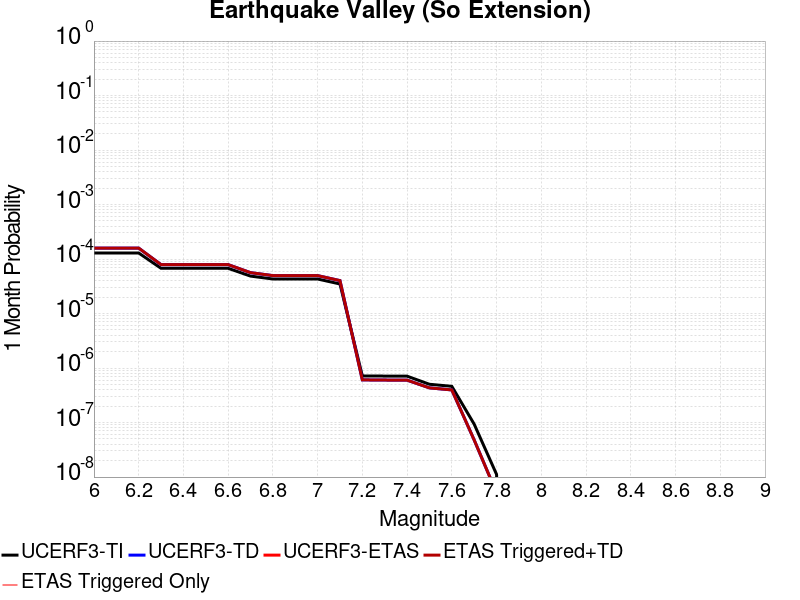 Earthquake Valley (So Extension)
10^0
10^-1
10^-2
10^-3
10^-4
10^-5
10^-6
10^-7
10^-8
1 Month Probability
6 6.2 6.4 6.6 6.8 7 7.2 7.4 7.6 7.8 8 8.2 8.4 8.6 8.8 9
Magnitude
UCERF3-TI UCERF3-TD UCERF3-ETAS ETAS Triggered+TD
ETAS Triggered Only